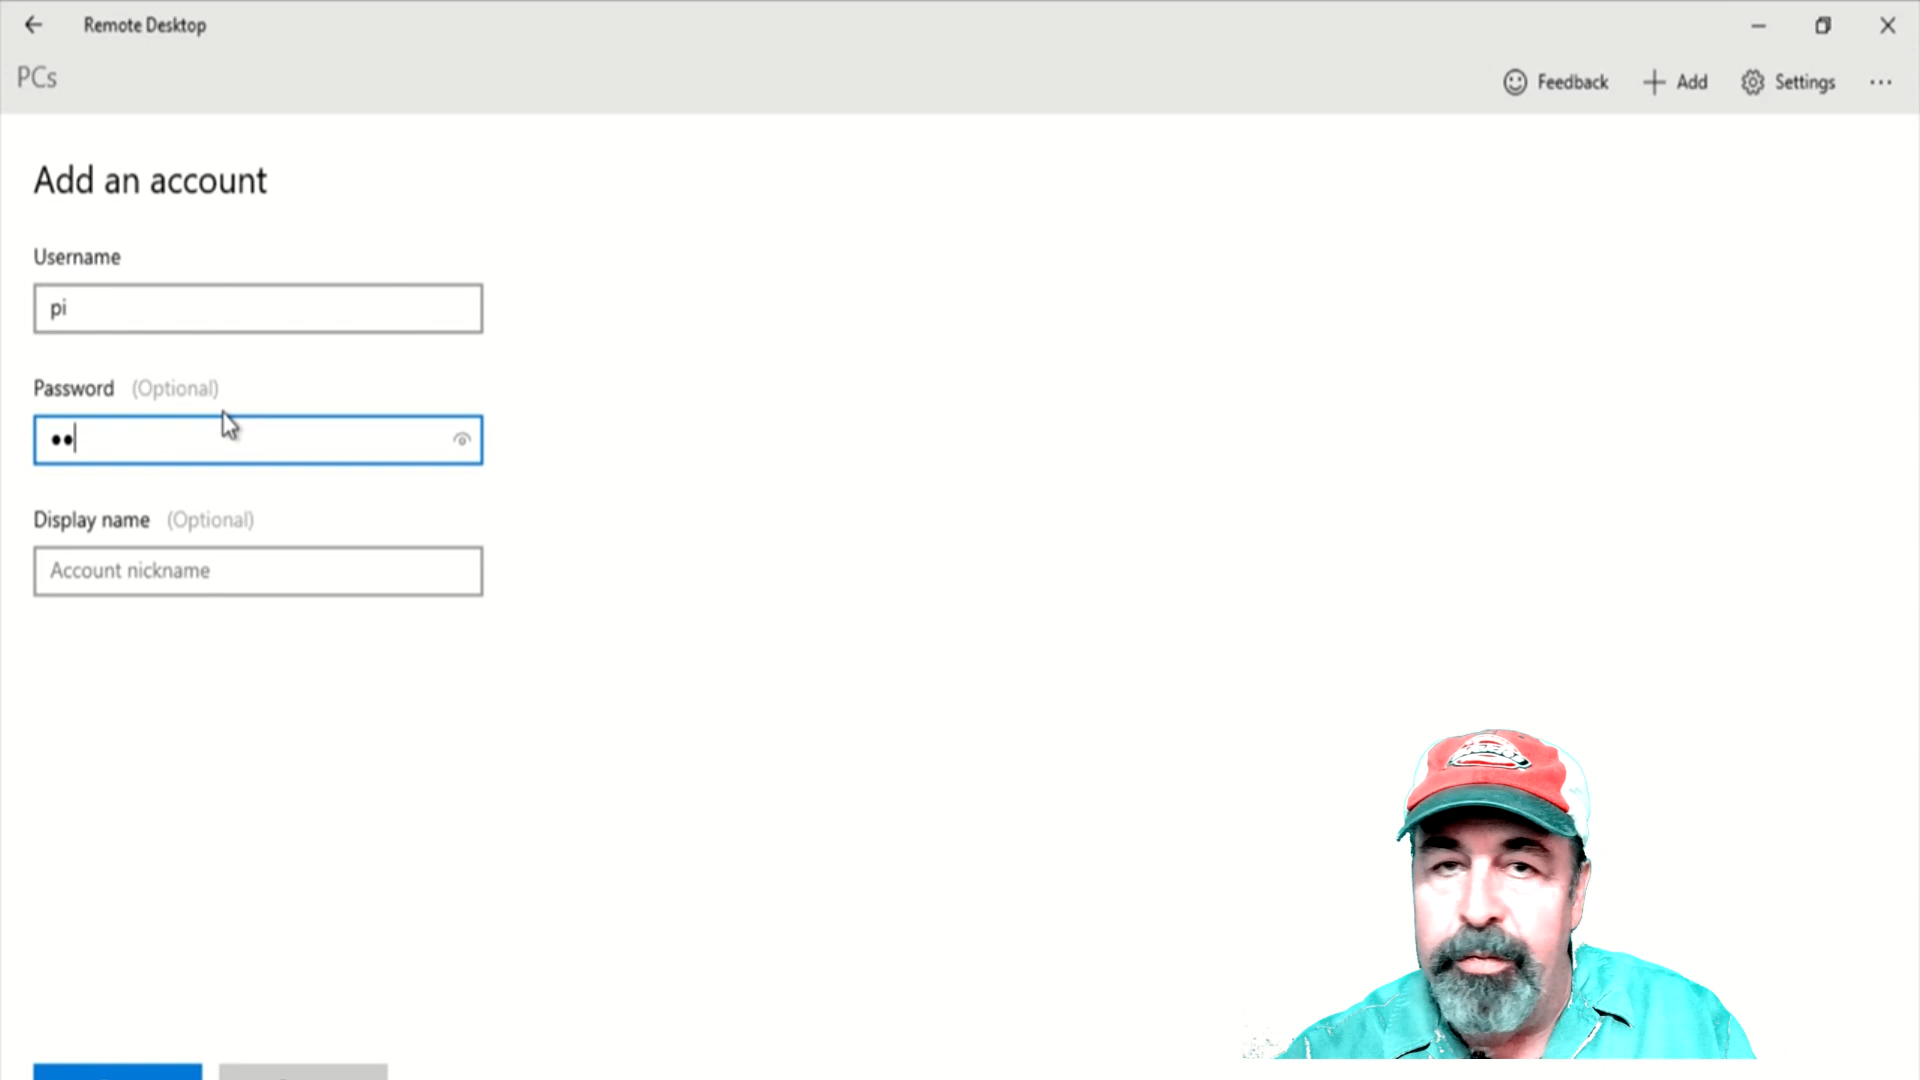 Remote Desktop
PCs
Feedback
Add
Settings
Add an account
Username
pi
Password (Optional)
Display name (Optional)
Account nickname